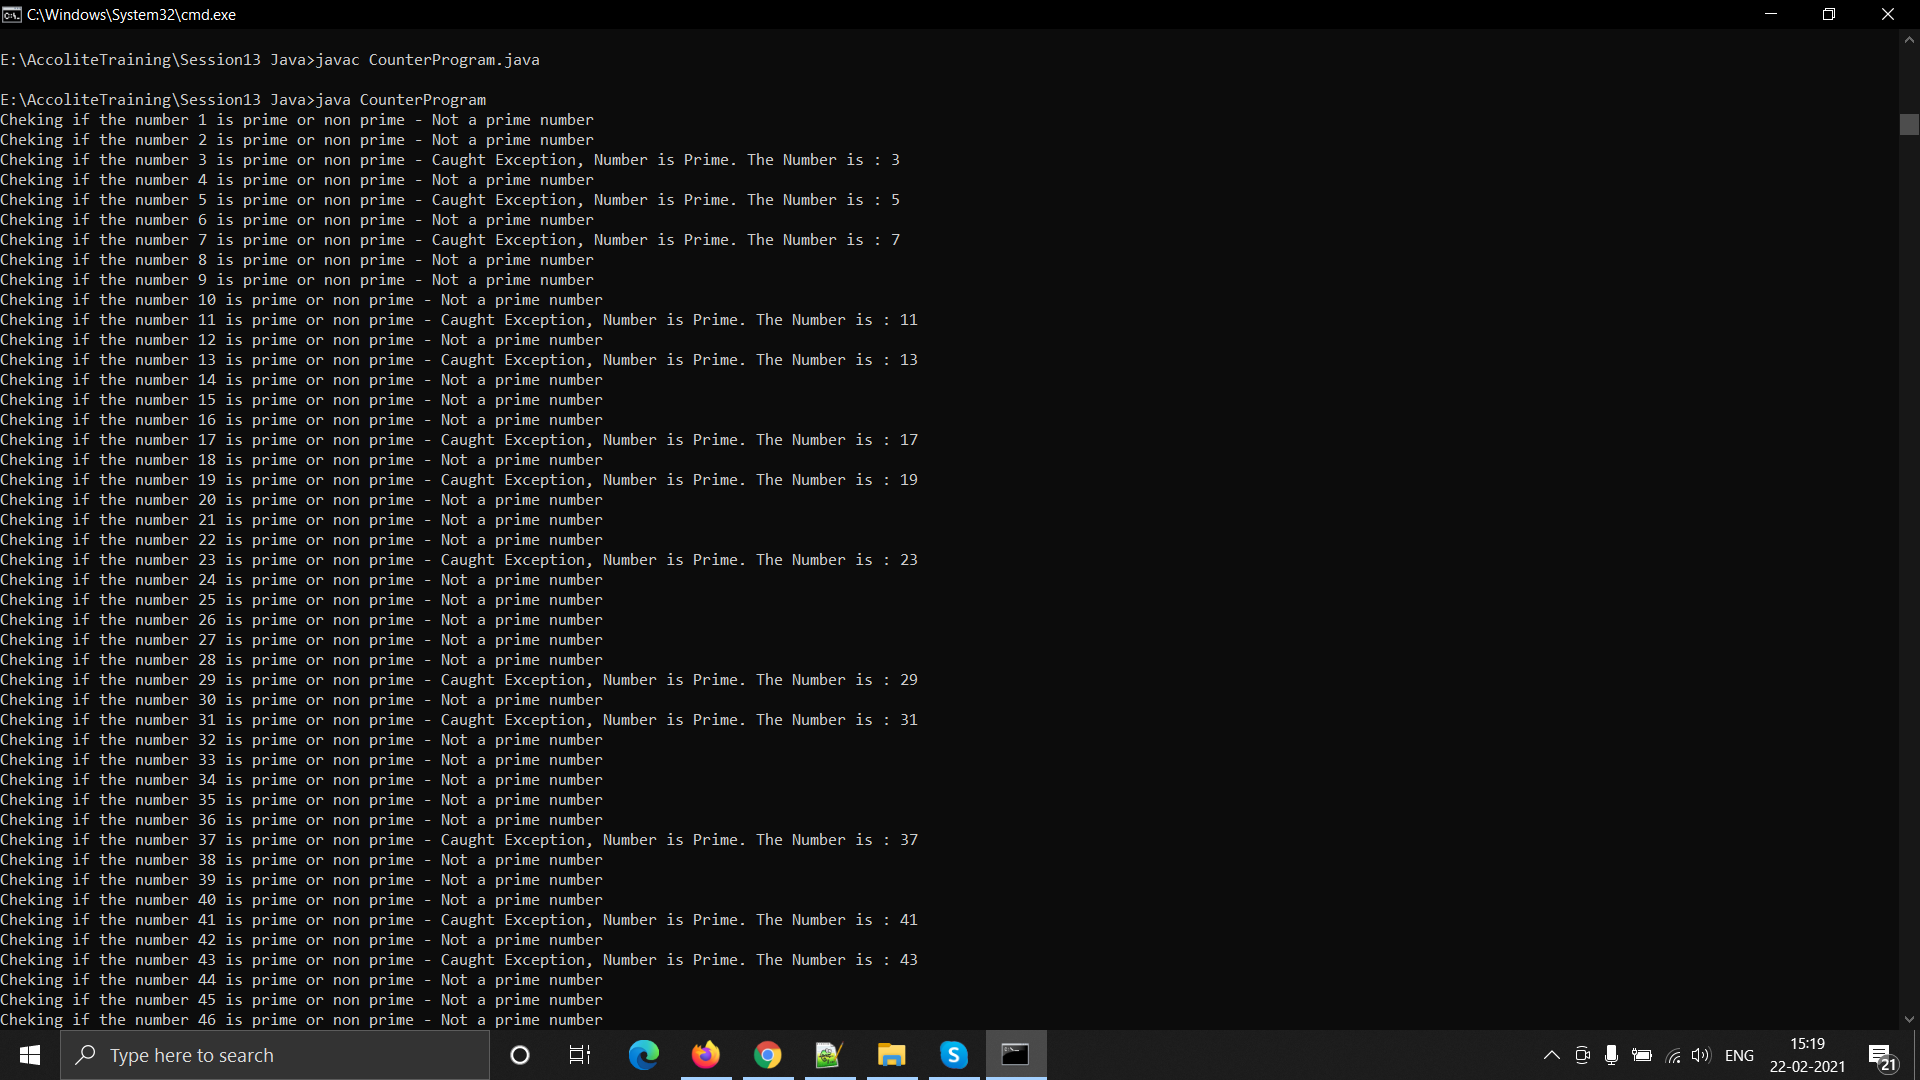 C:\Windows\System32\cmd.exe
E:\AccoliteTraining\Session13 Java>javac CounterProgram.java
E:\AccoliteTraining\Session13 Java>java CounterProgram
Cheking if the number 1 is prime or non prime - Not a prime number
Cheking if the number 2 is prime or non prime - Not a prime number
Cheking if the number 3 is prime or non prime - Caught Exception, Number is Prime. The Number is : 3
Cheking if the number 4 is prime or non prime - Not a prime number
Cheking if the number 5 is prime or non prime - Caught Exception, Number is Prime. The Number is : 5
Cheking if the number 6 is prime or non prime - Not a prime number
Cheking if the number 7 is prime or non prime - Caught Exception, Number is Prime. The Number is : 7
Cheking if the number 8 is prime or non prime - Not a prime number
Cheking if the number 9 is prime or non prime - Not a prime number
Cheking if the number 10 is prime or non prime - Not a prime number
Cheking if the number 11 is prime or non prime - Caught Exception, Number is Prime. The Number is : 11
Cheking if the number 12 is prime or non prime - Not a prime number
Cheking if the number 13 is prime or non prime - Caught Exception, Number is Prime. The Number is : 13
Cheking if the number 14 is prime or non prime - Not a prime number
Cheking if the number 15 is prime or non prime - Not a prime number
Cheking if the number 16 is prime or non prime - Not a prime number
Cheking if the number 17 is prime or non prime - Caught Exception, Number is Prime. The Number is : 17
Cheking if the number 18 is prime or non prime - Not a prime number
Cheking if the number 19 is prime or non prime - Caught Exception, Number is Prime. The Number is : 19
Cheking if the number 20 is prime or non prime - Not a prime number
Cheking if the number 21 is prime or non prime - Not a prime number
Cheking if the number 22 is prime or non prime - Not a prime number
Cheking if the number 23 is prime or non prime - Caught Exception, Number is Prime. The Number is : 23
Cheking if the number 24 is prime or non prime - Not a prime number
Cheking if the number 25 is prime or non prime - Not a prime number
Cheking if the number 26 is prime or non prime - Not a prime number
Cheking if the number 27 is prime or non prime - Not a prime number
Cheking if the number 28 is prime or non prime - Not a prime number
Cheking if the number 29 is prime or non prime - Caught Exception, Number is Prime. The Number is : 29
Cheking if the number 30 is prime or non prime - Not a prime number
Cheking if the number 31 is prime or non prime - Caught Exception, Number is Prime. The Number is : 31
Cheking if the number 32 is prime or non prime - Not a prime number
Cheking if the number 33 is prime or non prime - Not a prime number
Cheking if the number 34 is prime or non prime - Not a prime number
Cheking if the number 35 is prime or non prime - Not a prime number
Cheking if the number 36 is prime or non prime - Not a prime number
Cheking if the number 37 is prime or non prime - Caught Exception, Number is Prime. The Number is : 37
Cheking if the number 38 is prime or non prime - Not a prime number
Cheking if the number 39 is prime or non prime - Not a prime number
Cheking if the number 40 is prime or non prime - Not a prime number
Cheking if the number 41 is prime or non prime - Caught Exception, Number is Prime. The Number is : 41
Cheking if the number 42 is prime or non prime - Not a prime number
Cheking if the number 43 is prime or non prime - Caught Exception, Number is Prime. The Number is : 43
Cheking if the number 44 is prime or non prime - Not a prime number
Cheking if the number 45 is prime or non prime - Not a prime number
Cheking if the number 46 is prime or non prime - Not a prime number
Type here to search
ENG
15:19
22-02-2021
21